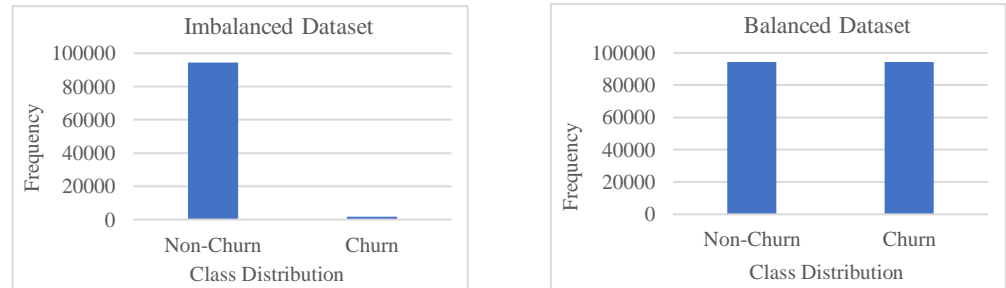 Imbalanced Dataset
100000
80000
60000
40000
20000
0
Frequency
Non-Churn Churn
Class Distribution
Balanced Dataset
100000
80000
60000
40000
20000
0
Frequency
Non-Churn Churn
Class Distribution